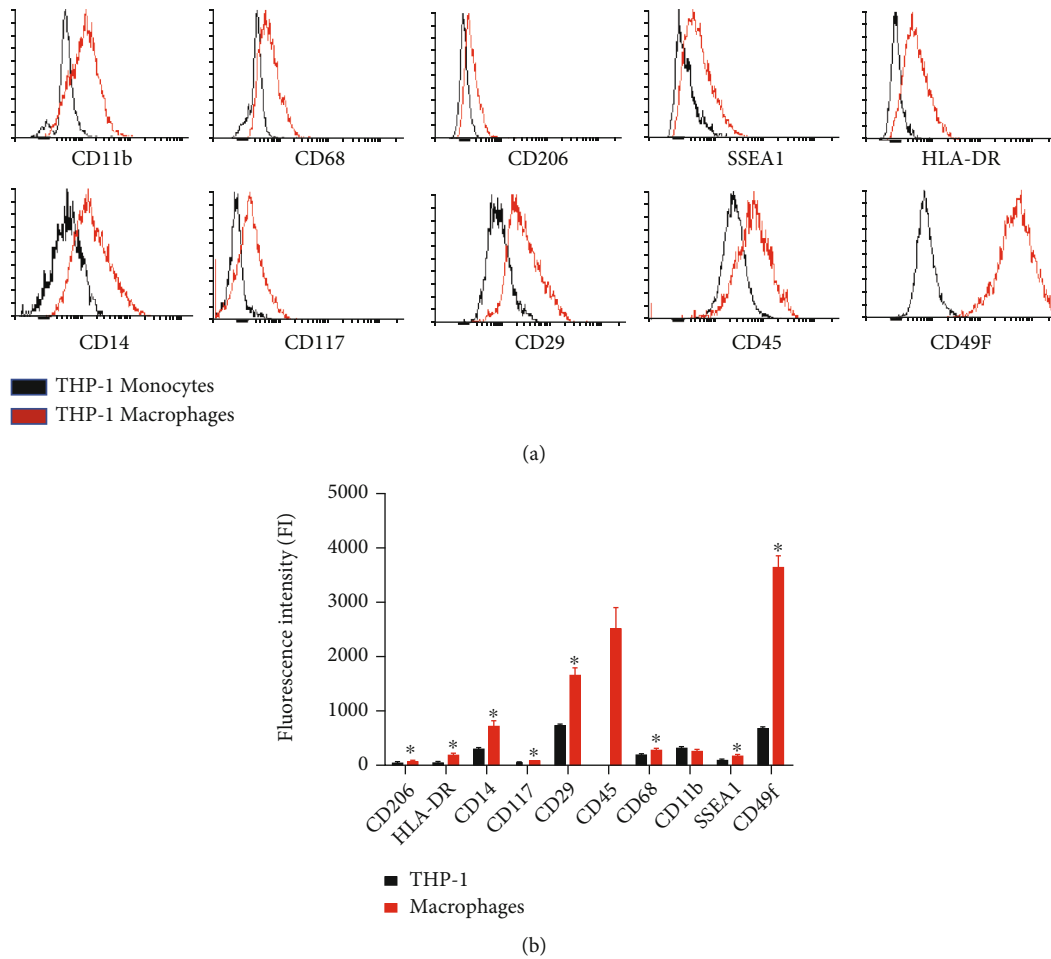 CD11b CD68 CD206 SSEA1 HLA-DR
CD14 CD117 CD29 CD45 CD49F
THP-1 Monocytes
THP-1 Macrophages
(a)
Fluorescence intensity (FI)
5000
4000
3000
2000
1000
0
* * * * * * * *
CD206 HLA-DR CD14 CD117 CD29 CD45 CD68 CD11b SSEA1 CD49f
THP-1
Macrophages
(b)